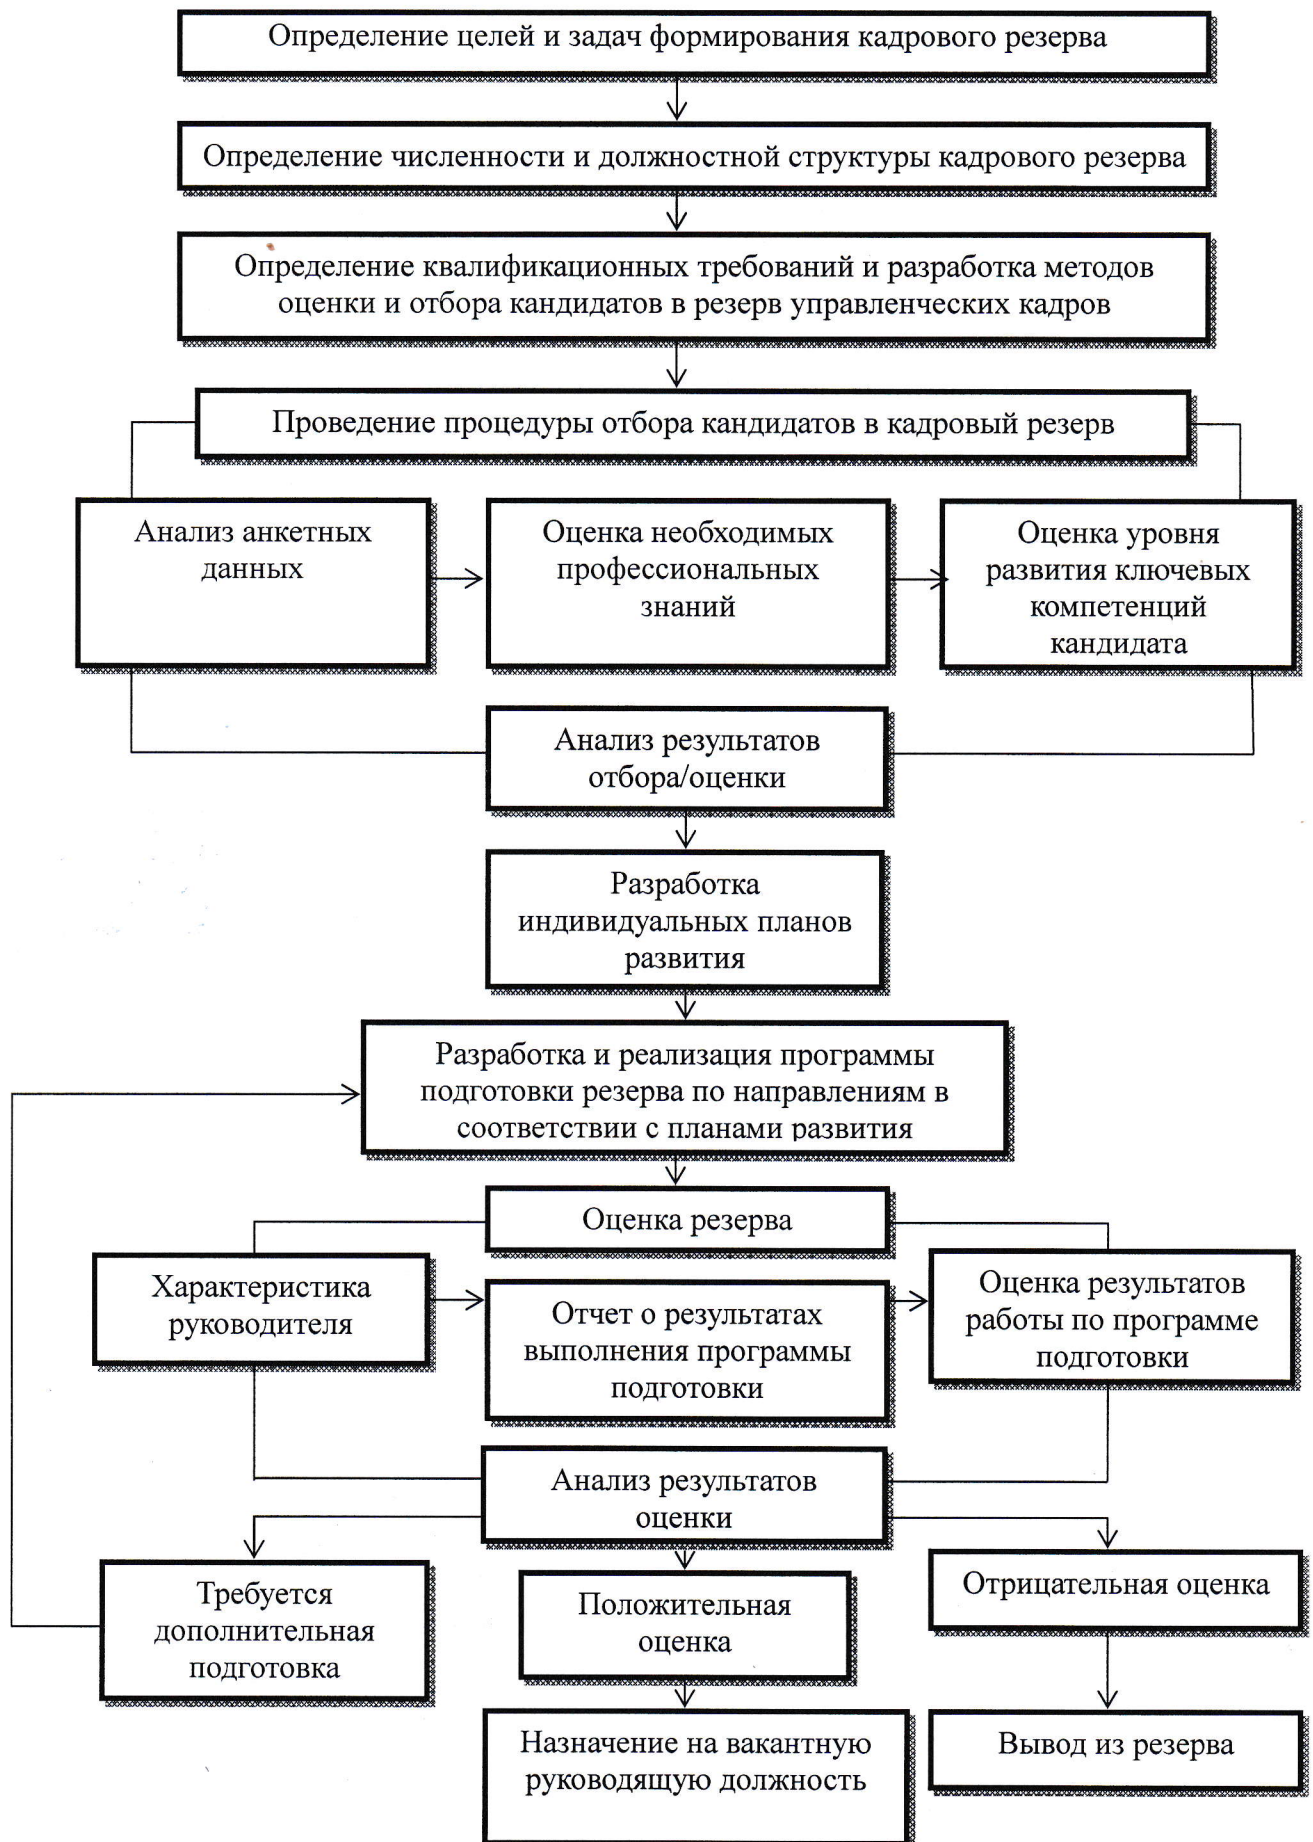 Определение целей и задач формирования кадрового резерва
Определение численности и должностной структуры кадрового резерва
Определение квалификационных требований и разработка методов
оценки и отбора кандидатов в резерв управленческих кадров
Проведение процедуры отбора кандидатов в кадровый резерв
Анализ анкетных
данных
Оценка необходимых
профессиональных
знаний
Оценка уровня
развития ключевых
компетенций
кандидата
Анализ результатов
отбора/оценки
Разработка
индивидуальных планов
развития
Разработка и реализация программы
подготовки резерва по направлениям в
соответствии с планами развития
Оценка резерва
Характеристика
руководителя
Отчет о результатах
выполнения программы
подготовки
Оценка результатов
работы по программе
подготовки
Анализ результатов
оценки
Требуется
дополнительная
подготовка
Положительная
оценка
Отрицательная оценка
Назначение на вакантную
руководящую должность
Вывод из резерва